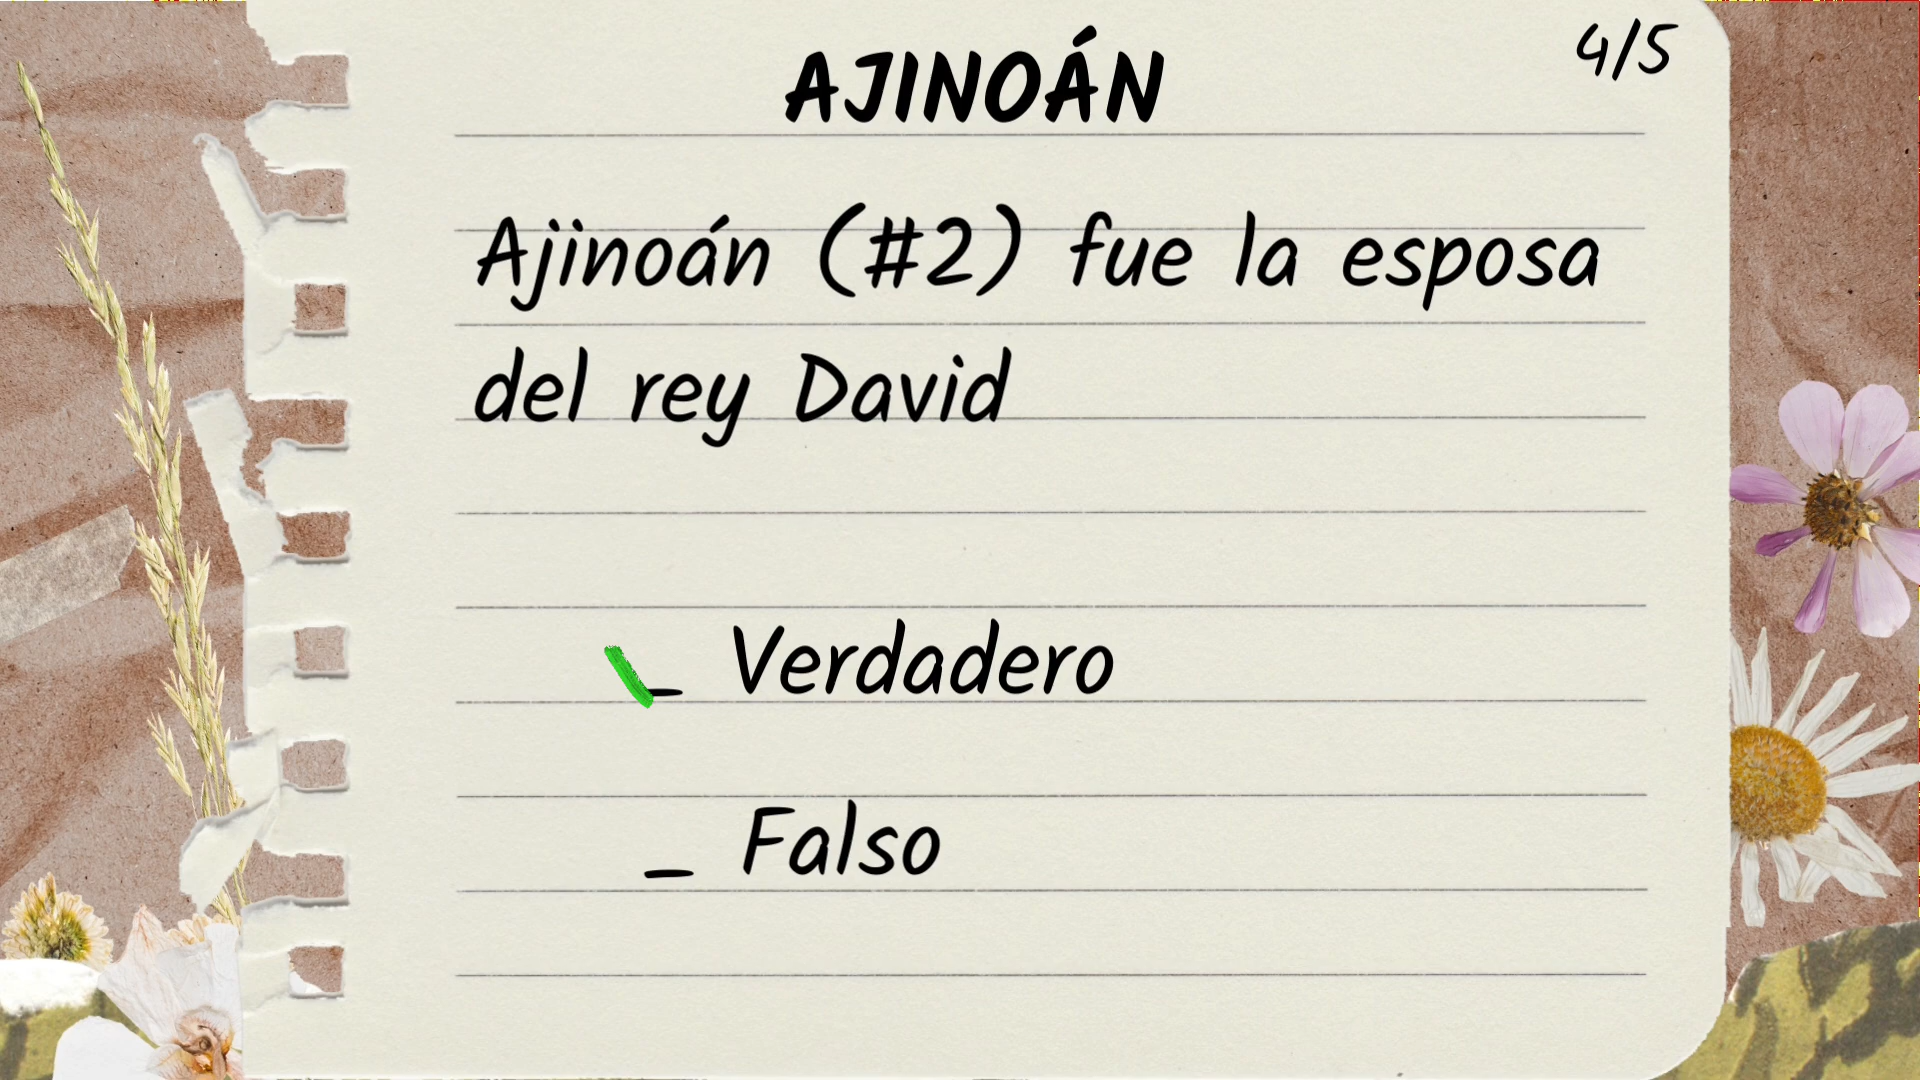 AJINOÁN
4/5
Ajinoán (#2) fue la esposa
del rey David
_ Verdadero
_ Falso